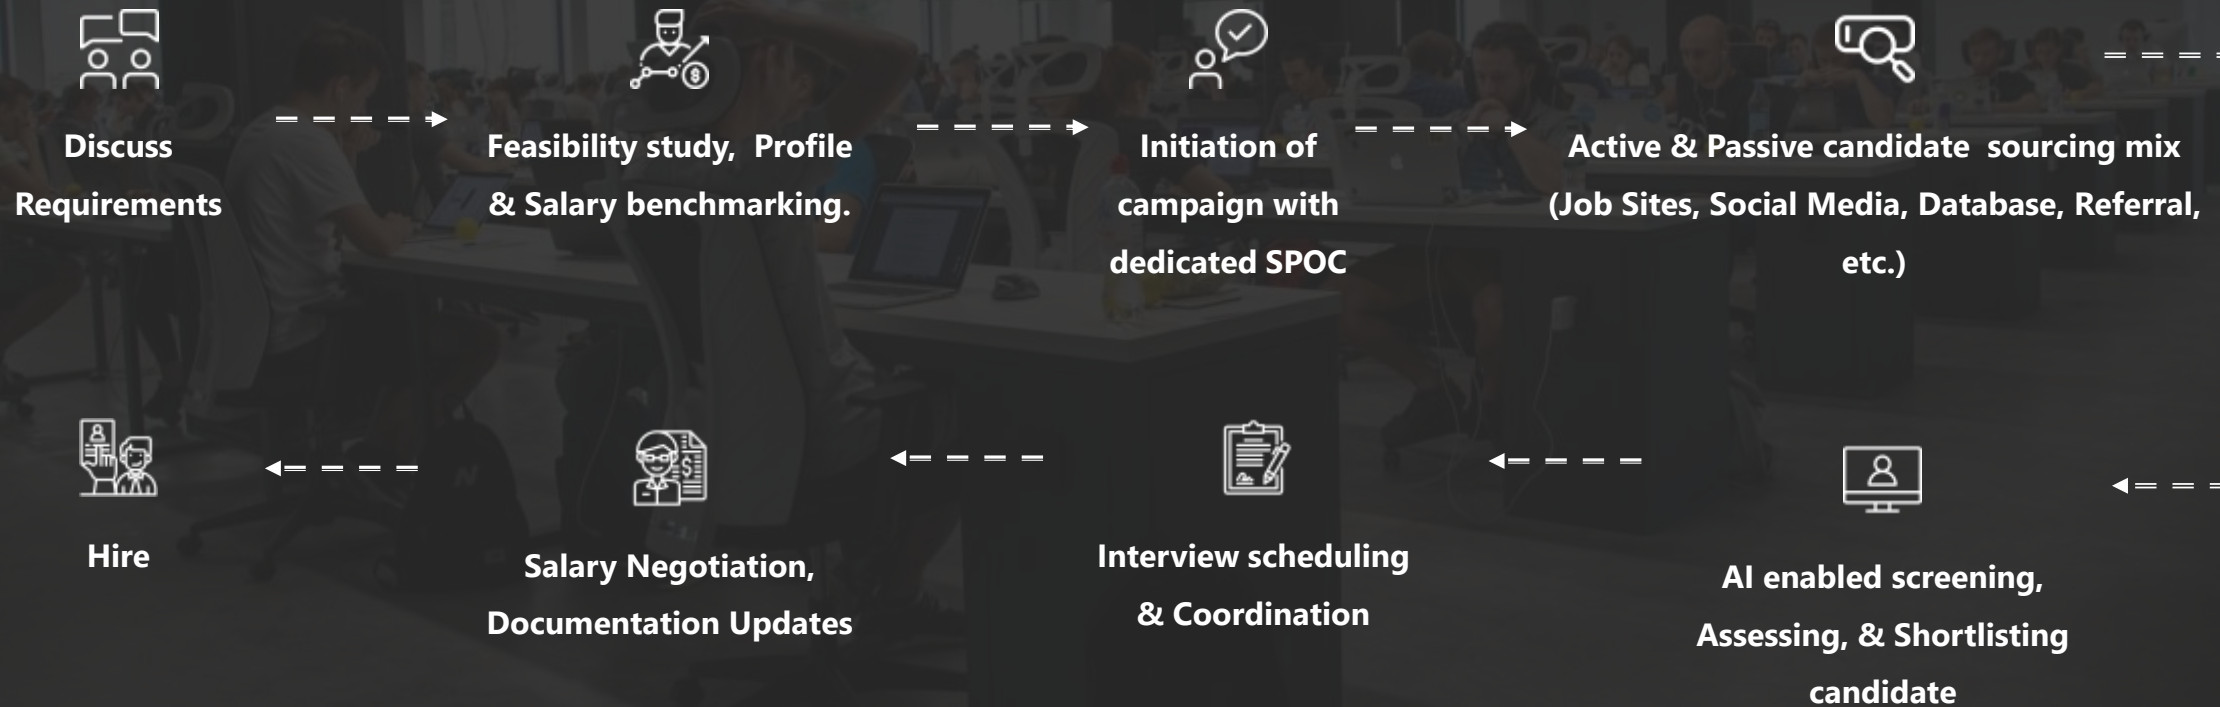 Discuss
Requirements
Feasibility study,  Profile
& Salary benchmarking.
Initiation of
campaign with
dedicated SPOC
Active & Passive candidate  sourcing mix
(Job Sites, Social Media, Database, Referral,
etc.)
AI enabled screening,
Assessing, & Shortlisting
candidate
Interview scheduling
& Coordination
Salary Negotiation,
Documentation Updates
Hire